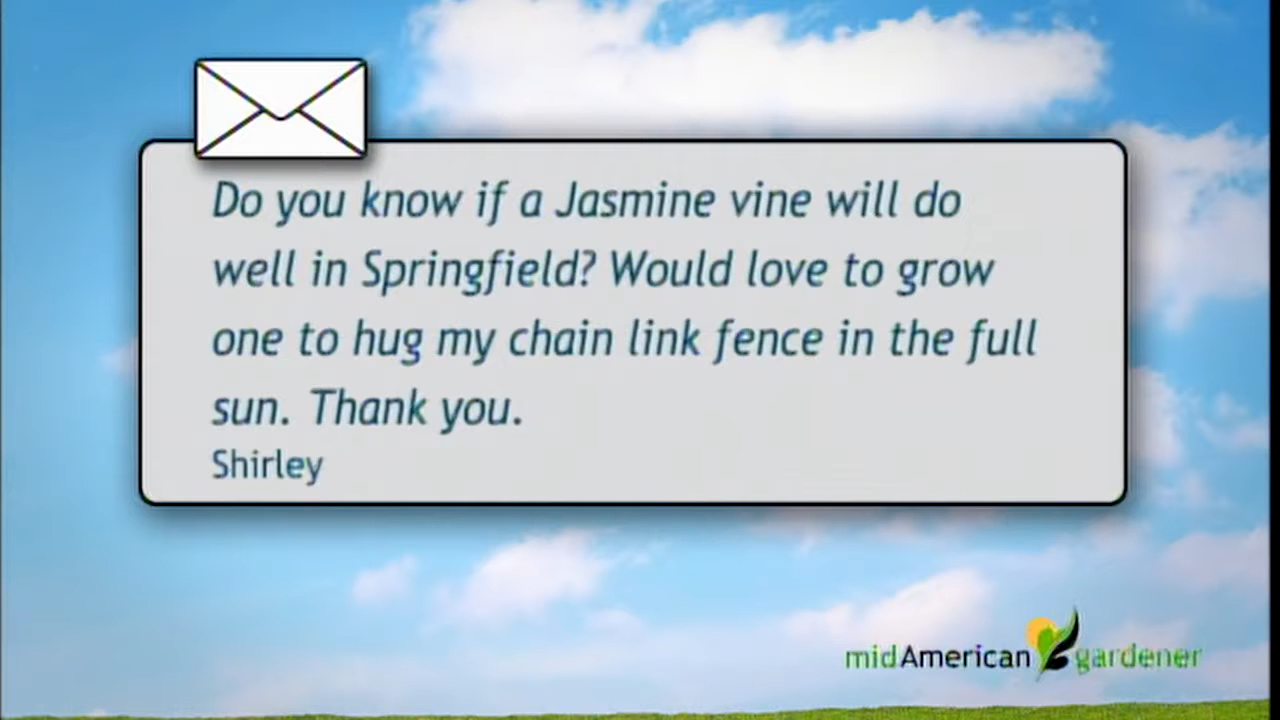 Do you know if a Jasmine vine will do
well in Springfield? Would love to grow
one to hug my chain link fence in the full
sun. Thank you.
Shirley
midAmerican gardener